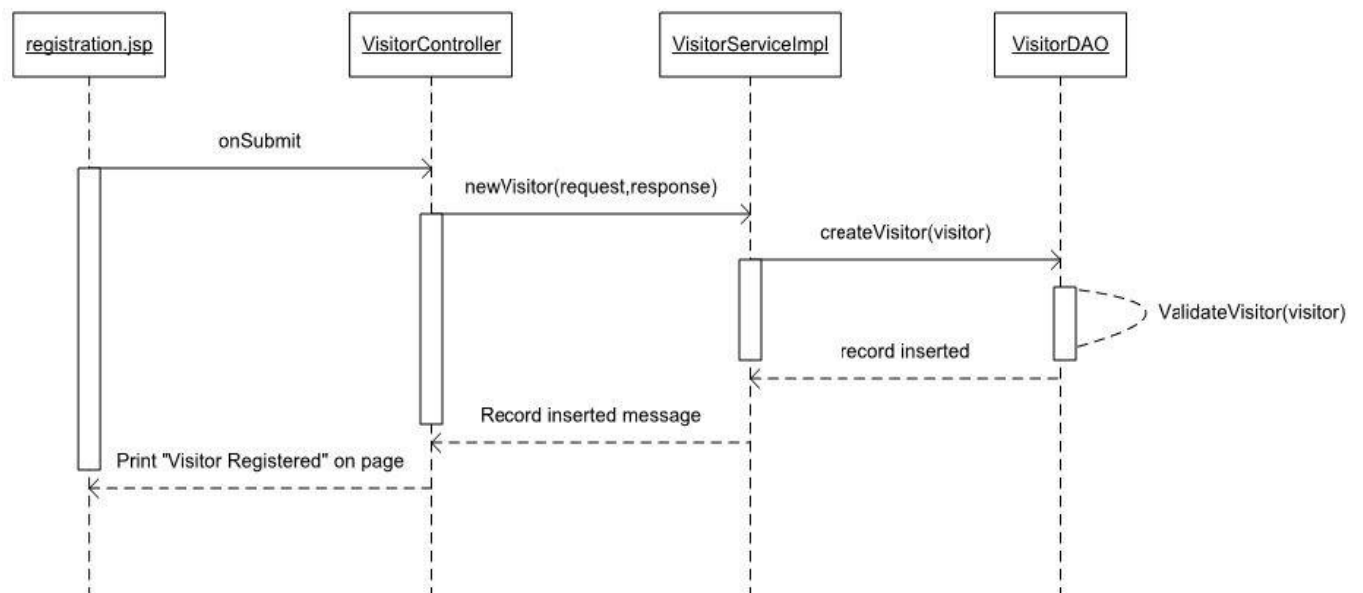 registration.jsp
VisitorController
VisitorServiceImpl
VisitorDAO
onSubmit
newVisitor(request,response)
createVisitor(visitor)
ValidateVisitor(visitor)
record inserted
Record inserted message
Print "Visitor Registered" on page